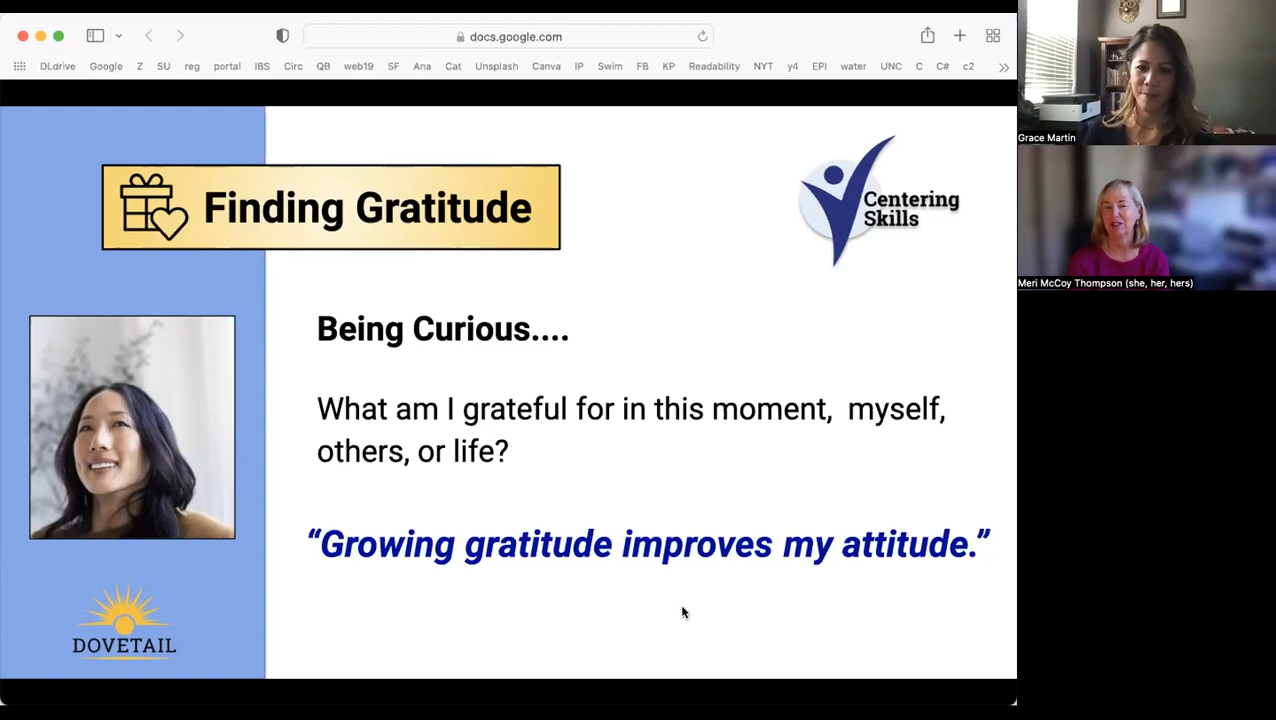 docs.google.com
DLdrive Google Z SU reg portal IBS Circ webst SF Ana Cat Unsplash Canva IP Swim FB KP Readability NYT y4 EPI water UNC C C# c2
Finding Gratitude
Centering
Skills
Being Curious....
What am I grateful for in this moment, myself,
others, or life?
“Growing gratitude improves my attitude.”
DOVETAIL
Grace Martin
Meri McCoy Thompson (she, her, hers)